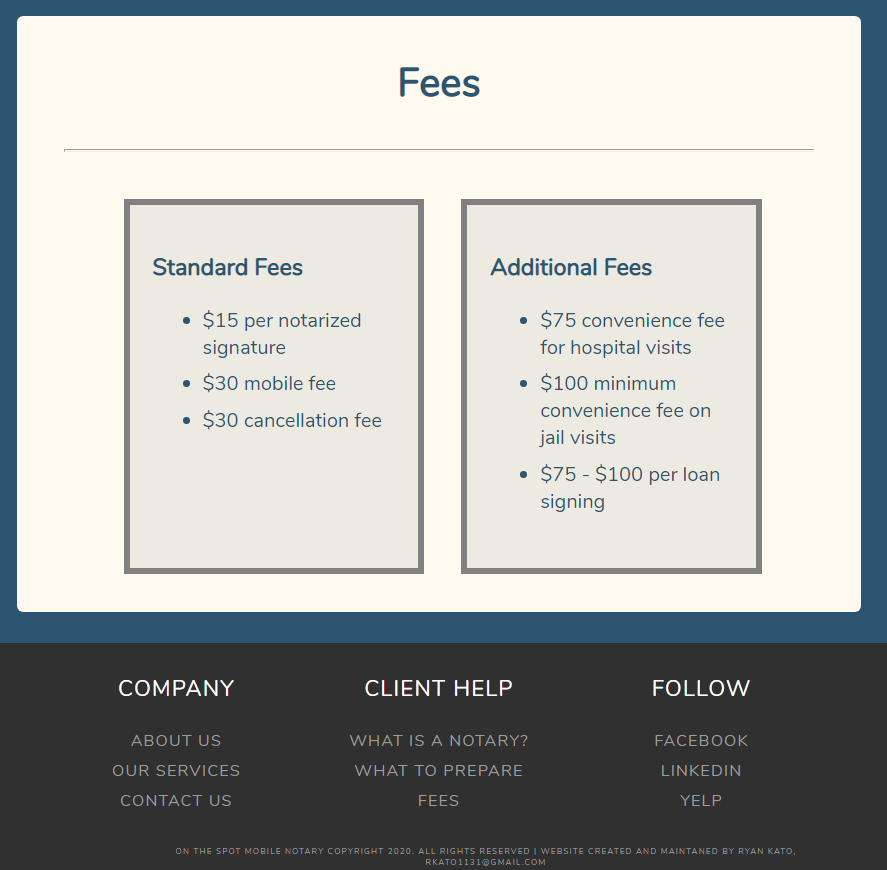 Fees
Standard Fees
$15 per notarized
signature
$30 mobile fee
$30 cancellation fee
Additional Fees
$75 convenience fee
for hospital visits
$100 minimum
convenience fee on
jail visits
$75 - $100 per loan
signing
COMPANY
ABOUT US
OUR SERVICES
CONTACT US
CLIENT HELP
WHAT IS A NOTARY?
WHAT TO PREPARE
FEES
FOLLOW
FACEBOOK
LINKEDIN
YELP
ON THE SPOT MOBILE NOTARY COPYRIGHT 2020. ALL RIGHTS RESERVED | WEBSITE CREATED AND MAINTANED BY RYAN KATO,
RKATO1131@GMAIL.COM